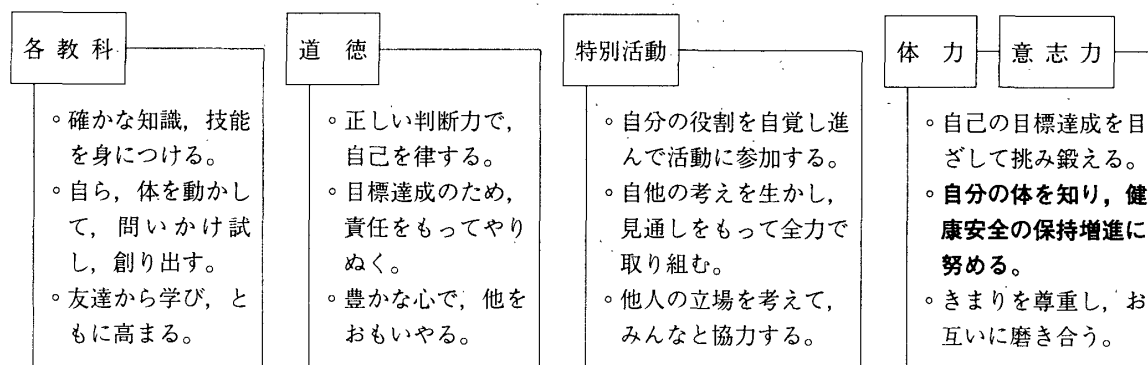 各教科
◦確かな知識，技能
を身につける。
◦自ら，体を動かし
て，問いかけ試
し，創り出す。
◦友達から学び，と
もに高まる。
道徳
◦正しい判断力で，
自己を律する。
◦目標達成のため，
責任をもってやり
ぬく。
◦豊かな心で，他を
おもいやる。
特別活動
◦自分の役割を自覚し進
んで活動に参加する。
◦自他の考えを生かし，
見通しをもって全力で
取り組む。
◦他人の立場を考えて，
みんなと協力する。
体力
意志力
◦自己の目標達成を目
ざして挑み鍛える。
◦自分の体を知り，健
康安全の保持増進に
努める。
◦きまりを尊重し，お
互いに磨き合う。